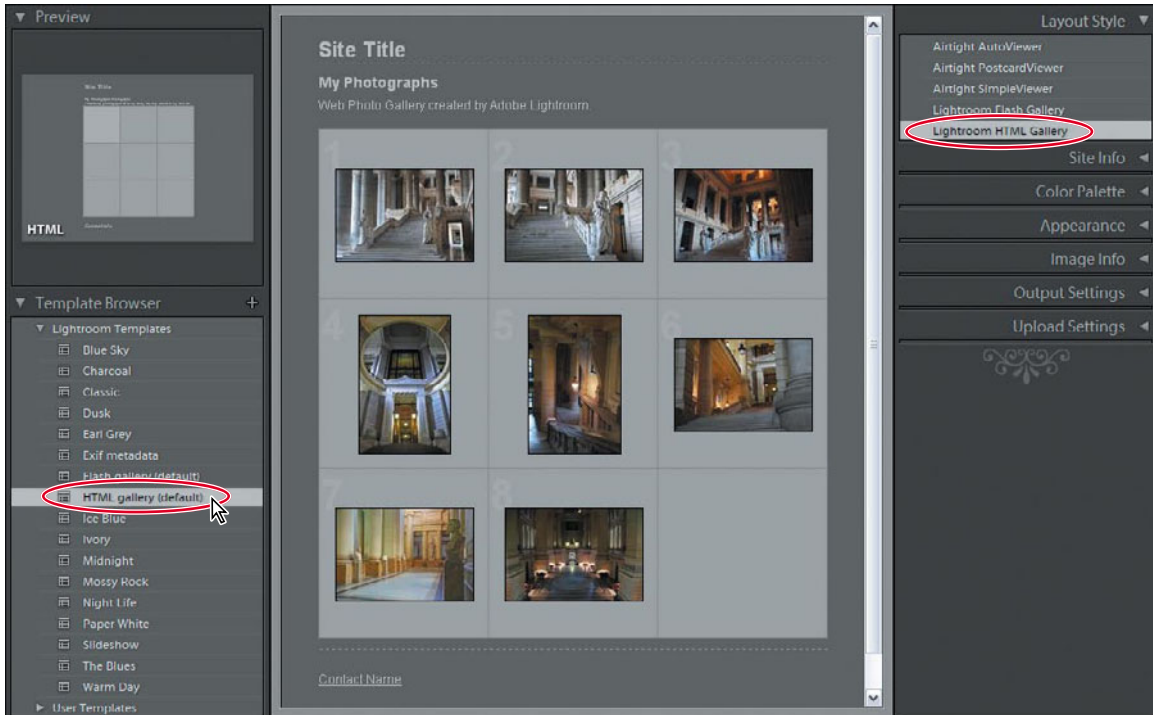 Preview
HTML
Template Browser +
Lightroom Templates
Blue Sky
Charcoal
Classic
Dusk
Earl Grey
Exif metadata
Flash gallery (default)
HTML gallery (default)
Ice Blue
Ivory
Midnight
Mossy Rock
Night Life
Paper White
Slideshow
The Blues
Warm Day
User Templates
Site Title
My Photographs
Web Photo Gallery created by Adobe Lightroom
1
2
3
4
5
6
7
8
Contact Name
Layout Style
Airtight AutoViewer
Airtight PostcardViewer
Airtight SimpleViewer
Lightroom Flash Gallery
Lightroom HTML Gallery
Site Info
Color Palette
Appearance
Image Info
Output Settings
Upload Settings